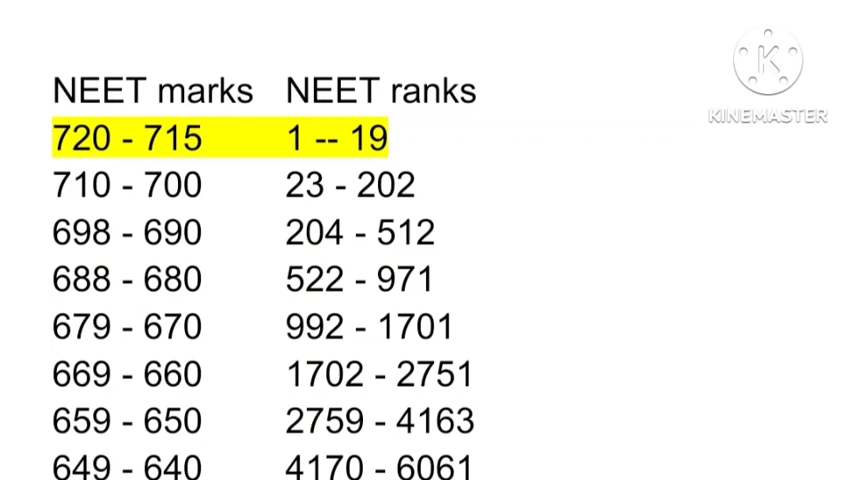 NEET marks NEET ranks
720 - 715 1 -- 19
710 - 700 23 - 202
698 - 690 204 - 512
688 - 680 522 - 971
679 - 670 992 - 1701
669 - 660 1702 - 2751
659 - 650 2759 - 4163
649 - 640 4170 - 6061
K
KINEMASTER